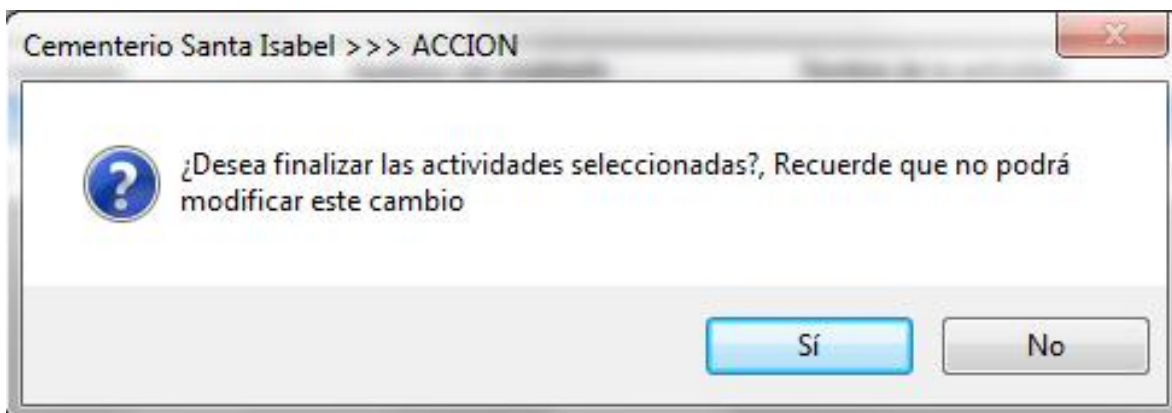 Cementerio Santa Isabel >>> ACCION
¿Desea finalizar las actividades seleccionadas?, Recuerde que no podrá
modificar este cambio
Sí
No